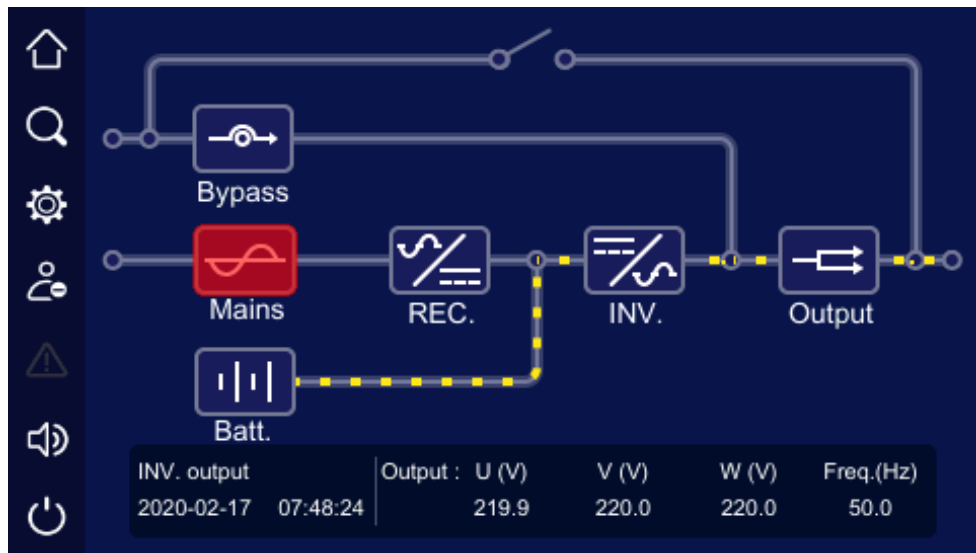 Bypass
Mains
REC.
INV.
Output
Batt.
INV. output
Output : U (V) V (V) W (V) Freq.(Hz)
2020-02-17 07:48:24 219.9 220.0 220.0 50.0